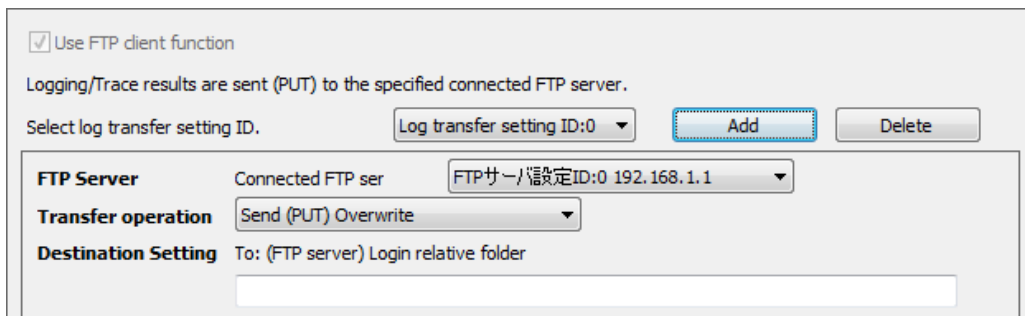 Use FTP client function
Logging/Trace results are sent (PUT) to the specified connected FTP server.
Select log transfer setting ID. Log transfer setting ID:0 Add Delete
FTP Server Connected FTP ser FTPサーバ設定ID:0 192.168.1.1
Transfer operation Send (PUT) Overwrite
Destination Setting To: (FTP server) Login relative folder